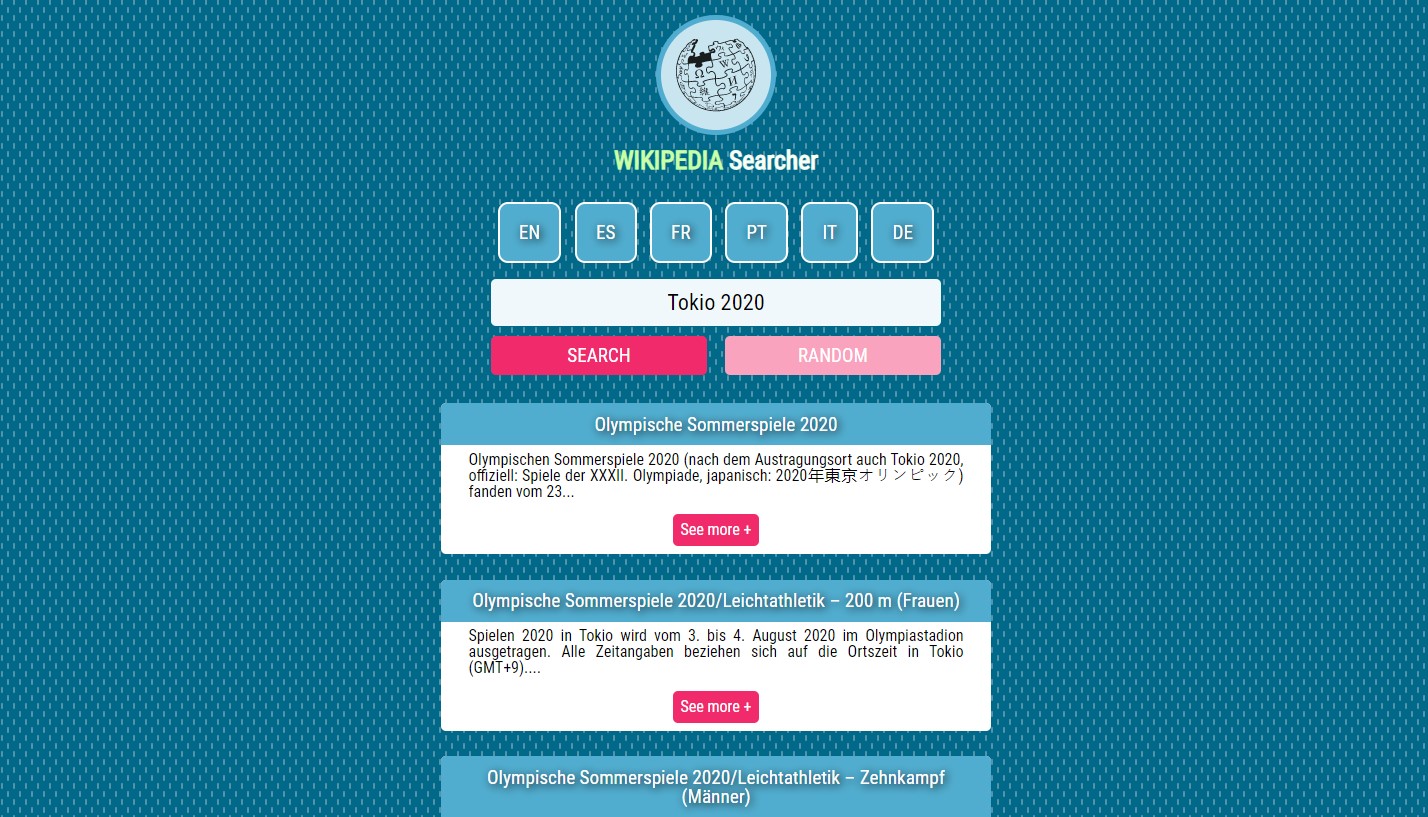 WIKIPEDIA Searcher
EN ES FR PT IT DE
Tokio 2020
SEARCH RANDOM
Olympische Sommerspiele 2020
Olympischen Sommerspiele 2020 (nach dem Austragungsort auch Tokio 2020,
offiziell: Spiele der XXXII. Olympiade, japanisch: 2020年東京オリンピック)
fanden vom 23...
See more +
Olympische Sommerspiele 2020/Leichtathletik – 200 m (Frauen)
Spielen 2020 in Tokio wird vom 3. bis 4. August 2020 im Olympiastadion
ausgetragen. Alle Zeitangaben beziehen sich auf die Ortszeit in Tokio
(GMT+9)....
See more +
Olympische Sommerspiele 2020/Leichtathletik – Zehnkampf
(Männer)